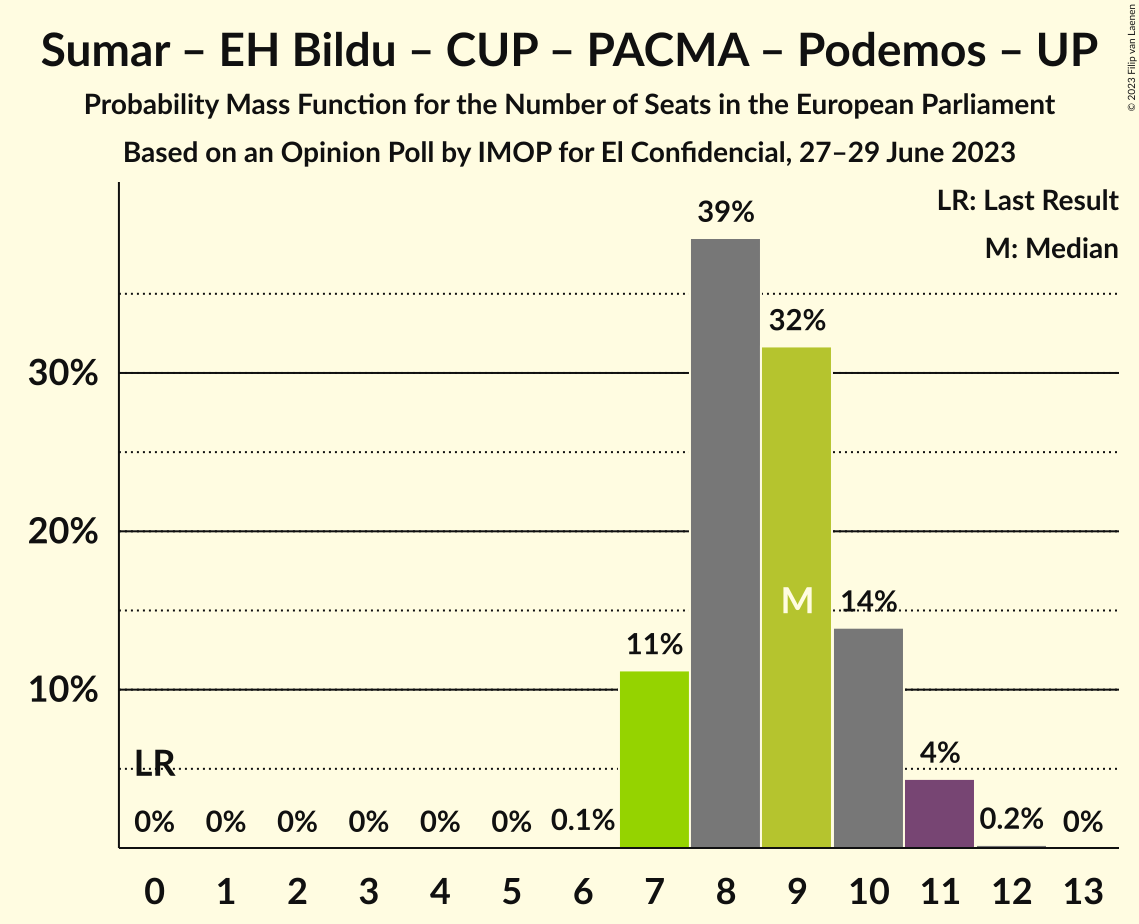 Sumar – EH Bildu – CUP – PACMA – Podemos – UP
Probability Mass Function for the Number of Seats in the European Parliament
Based on an Opinion Poll by IMOP for El Confidencial, 27–29 June 2023
© 2023 Filip van Laenen
LR: Last Result
M: Median
39%
32%
30%
20%
M
14%
11%
10%
LR
4%
0% 0% 0% 0% 0% 0% 0.1% 0.2% 0%
0 1 2 3 4 5 6 7 8 9 10 11 12 13